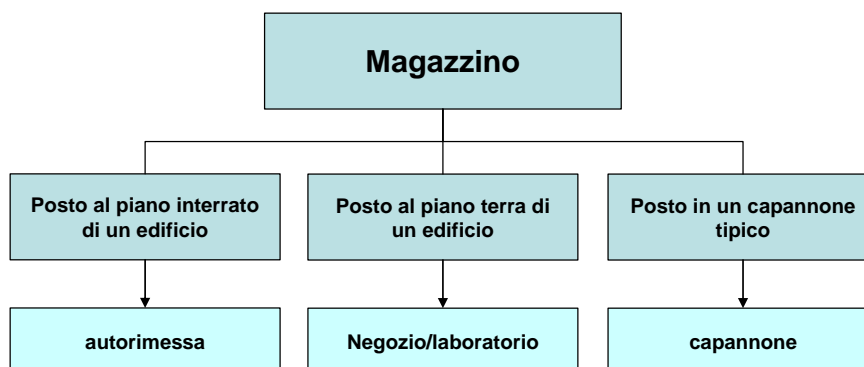 Magazzino
Posto al piano interrato
di un edificio
Posto al piano terra di
un edificio
Posto in un capannone
tipico
autorimessa
Negozio/laboratorio
capannone